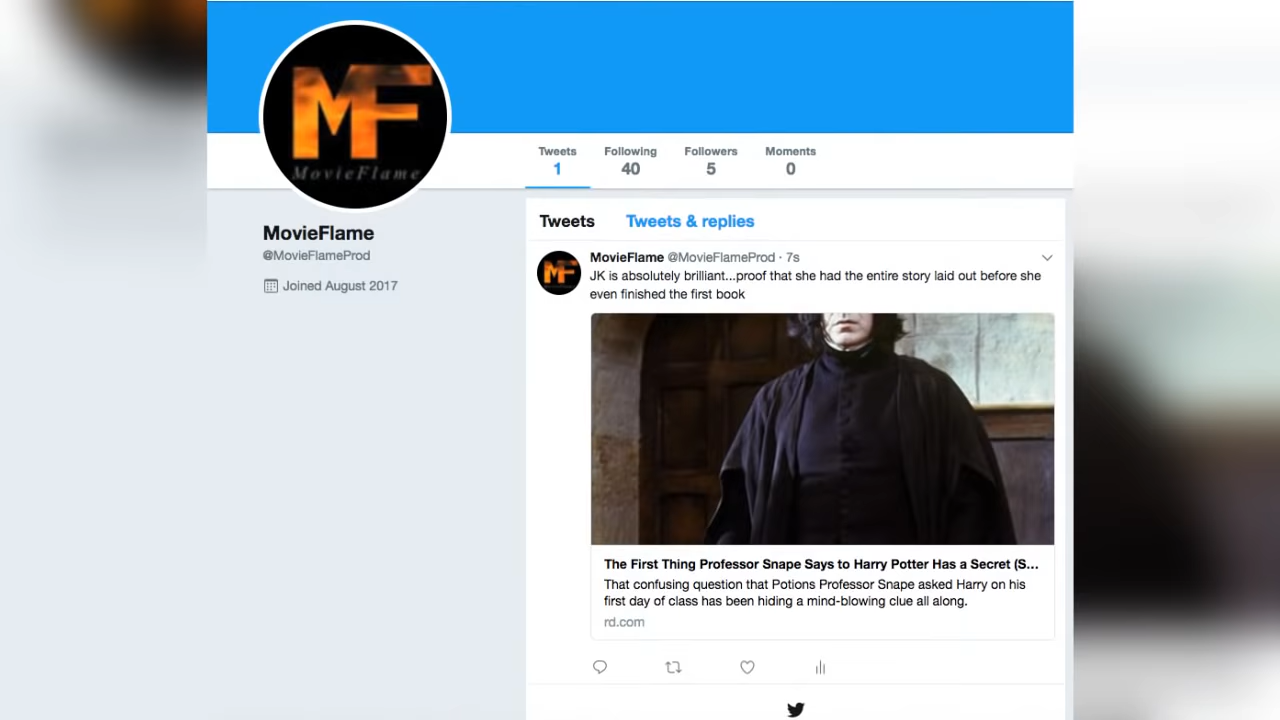 MF
MovieFlame
Tweets Following Followers Moments
1 40 5 0
MovieFlame
@MovieFlameProd
Joined August 2017
Tweets Tweets & replies
MF
MovieFlame @MovieFlameProd · 7s
JK is absolutely brilliant...proof that she had the entire story laid out before she
even finished the first book
The First Thing Professor Snape Says to Harry Potter Has a Secret (S...
That confusing question that Potions Professor Snape asked Harry on his
first day of class has been hiding a mind-blowing clue all along.
rd.com